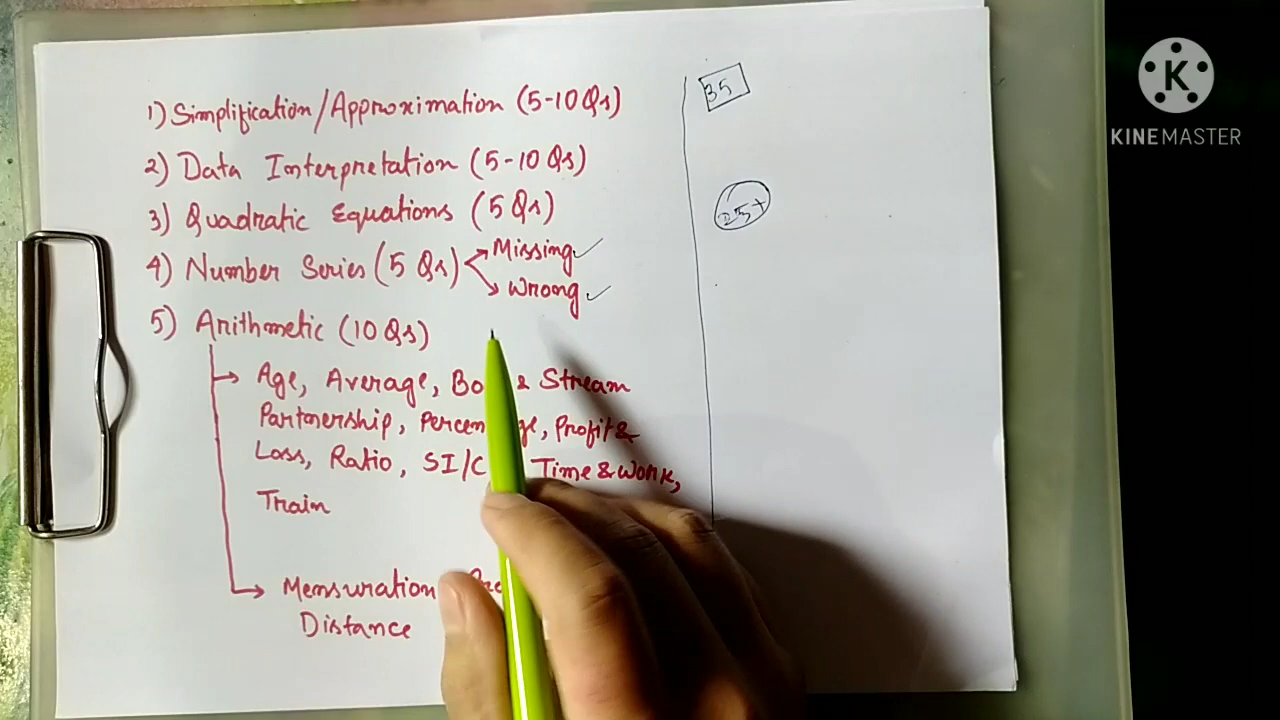 1) Simplification/Approximation (5-10 Qs)
2) Data Interpretation (5-10 Qs)
3) Quadratic Equations (5 Qs)
4) Number Series (5 Qs)
Missing ✓
Wrong ✓
5) Arithmetic (10 Qs)
Age, Average, & Stream
Partnership, Profit &
Loss, Ratio, Time & Work,
Train
Mensuration
Distance
35
25+
K
KINEMASTER